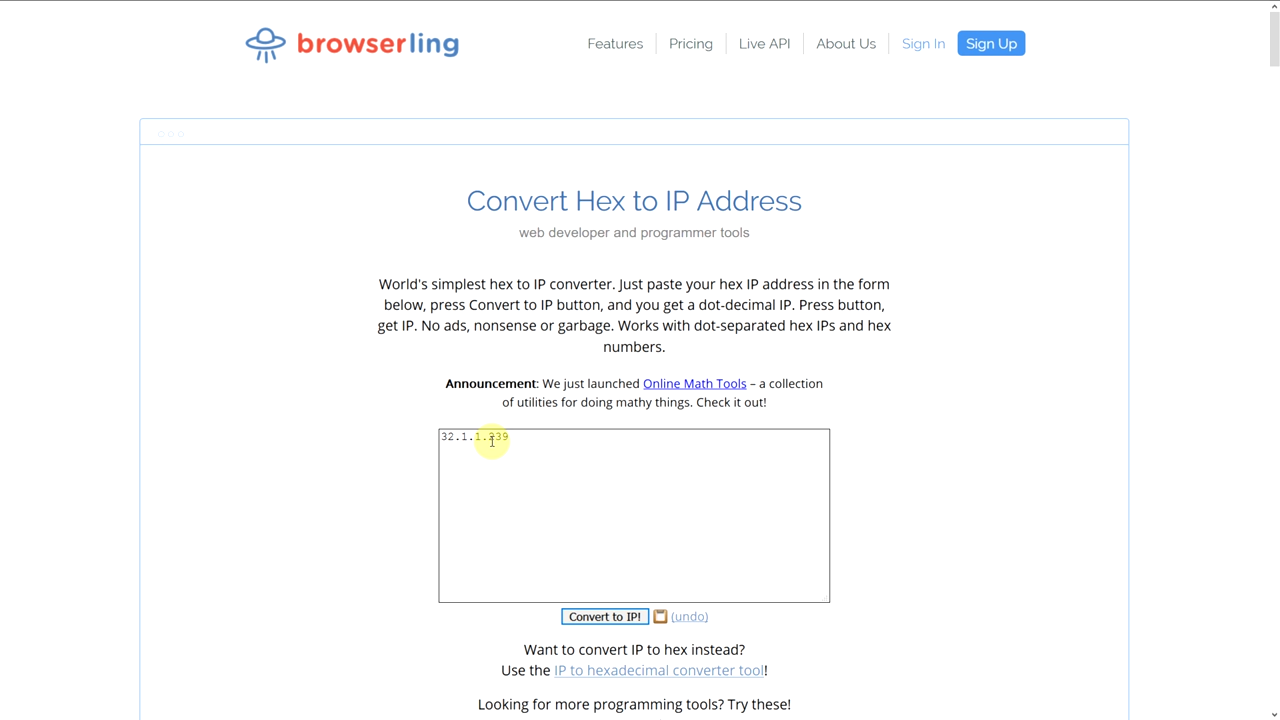 browserling
Features
Pricing
Live API
About Us
Sign In
Sign Up
Convert Hex to IP Address
web developer and programmer tools
World's simplest hex to IP converter. Just paste your hex IP address in the form
below, press Convert to IP button, and you get a dot-decimal IP. Press button,
get IP. No ads, nonsense or garbage. Works with dot-separated hex IPs and hex
numbers.
Announcement: We just launched Online Math Tools – a collection
of utilities for doing mathy things. Check it out!
32.1.1.239
Convert to IP! (undo)
Want to convert IP to hex instead?
Use the IP to hexadecimal converter tool!
Looking for more programming tools? Try these!